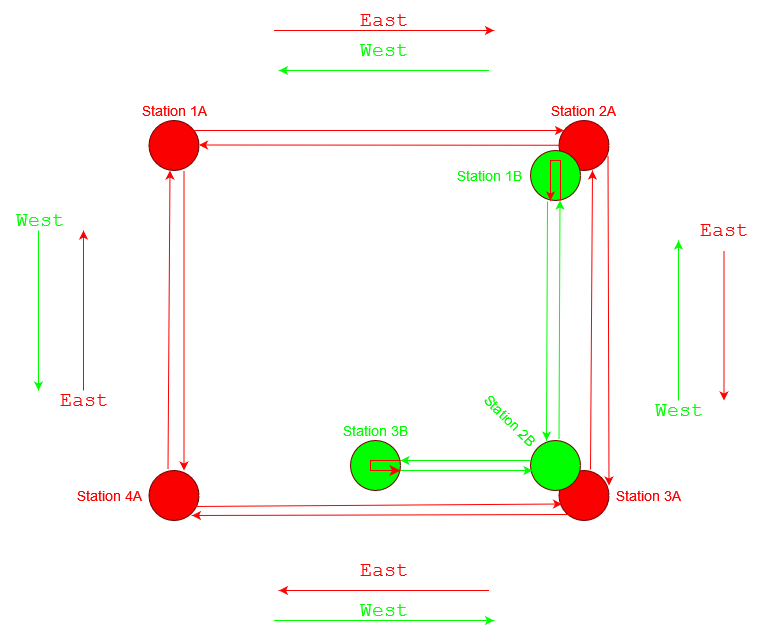 East
West
Station 1A
Station 2A
Station 1B
West
East
East
West
Station 2B
Station 3B
Station 4A
Station 3A
East
West